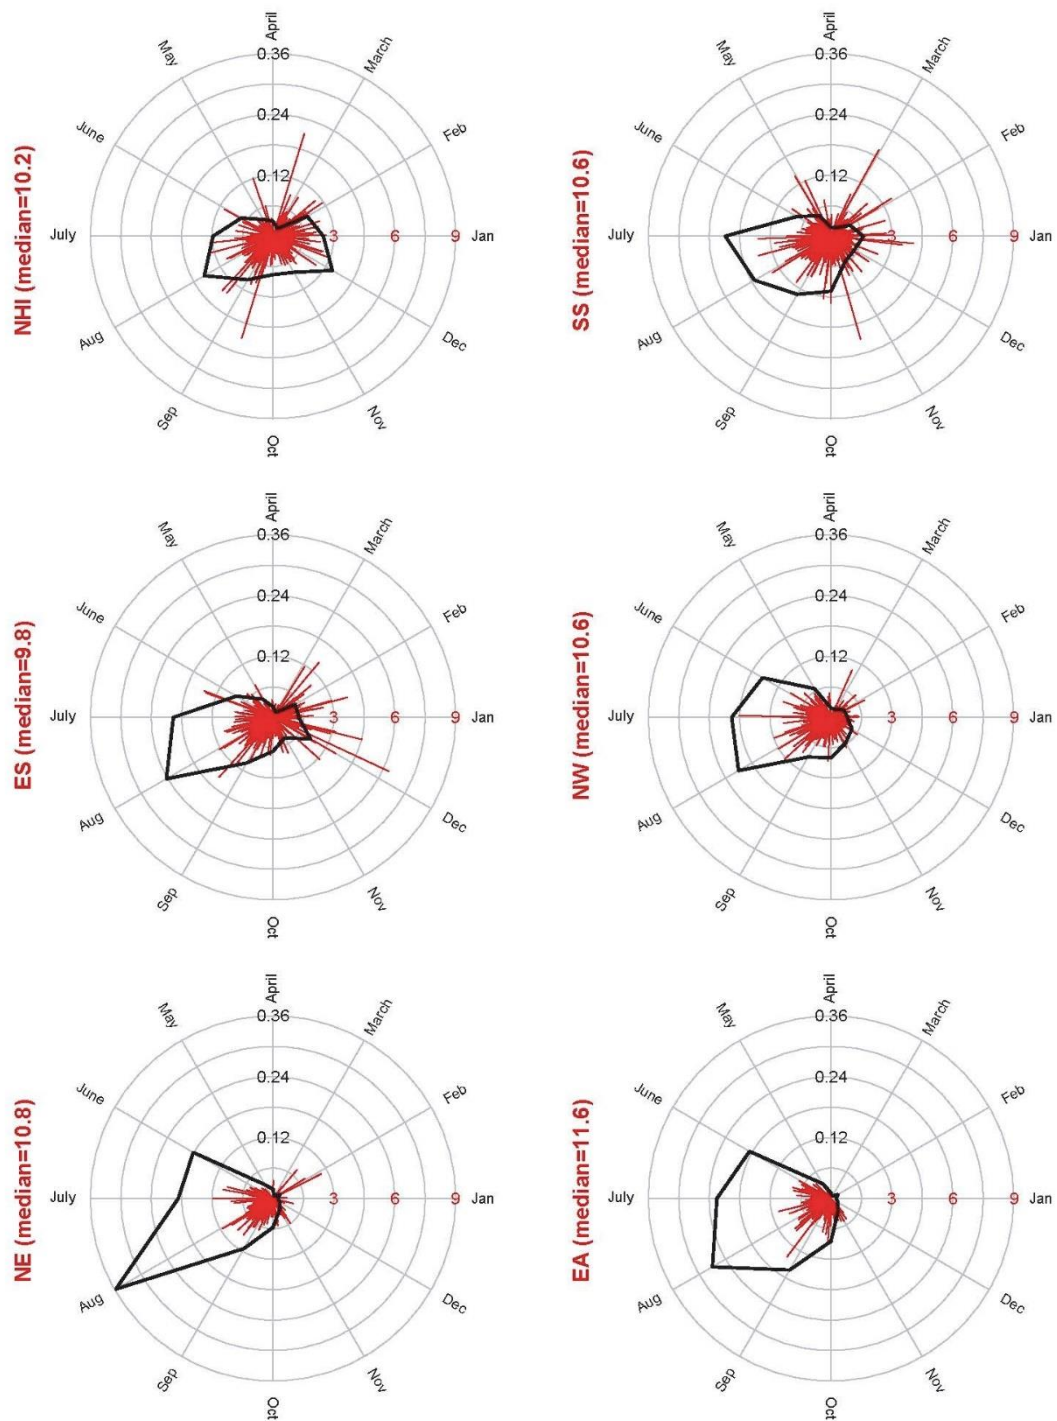 NHI (median=10.2)
April
March
Feb
Jan
Dec
Nov
Oct
Sep
Aug
July
June
May
0.36
0.24
0.12
3
6
9
SS (median=10.6)
April
March
Feb
Jan
Dec
Nov
Oct
Sep
Aug
July
June
May
0.36
0.24
0.12
3
6
9
ES (median=9.8)
April
March
Feb
Jan
Dec
Nov
Oct
Sep
Aug
July
June
May
0.36
0.24
0.12
3
6
9
NW (median=10.6)
April
March
Feb
Jan
Dec
Nov
Oct
Sep
Aug
July
June
May
0.36
0.24
0.12
3
6
9
NE (median=10.8)
April
March
Feb
Jan
Dec
Nov
Oct
Sep
Aug
July
June
May
0.36
0.24
0.12
3
6
9
EA (median=11.6)
April
March
Feb
Jan
Dec
Nov
Oct
Sep
Aug
July
June
May
0.36
0.24
0.12
3
6
9